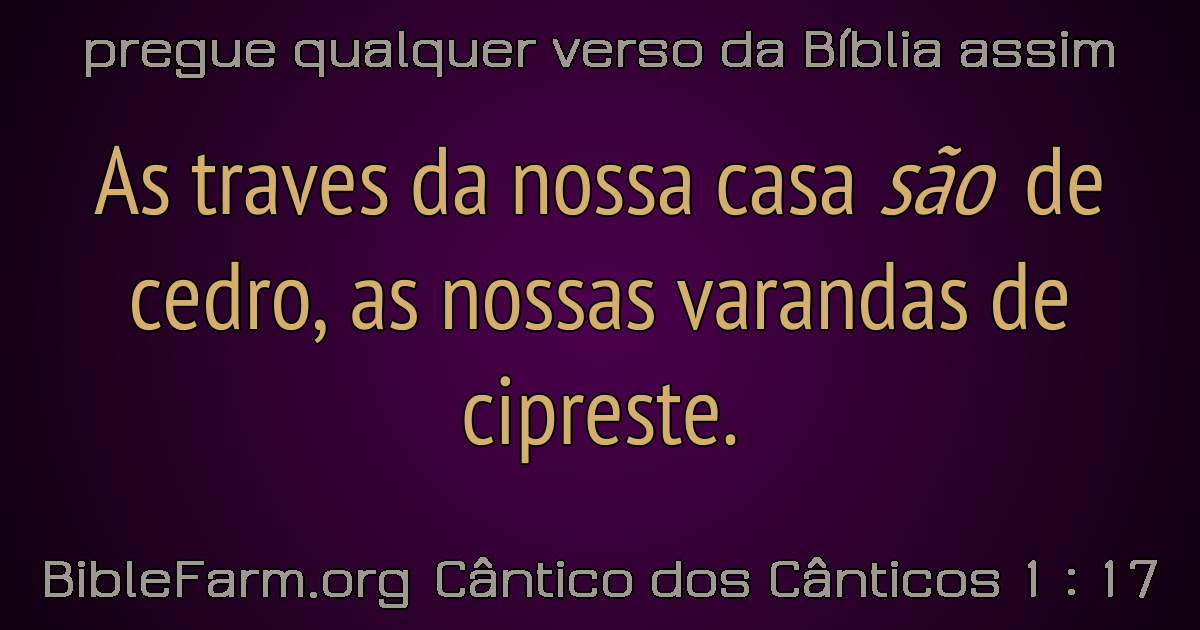 pregue qualquer verso da Bíblia assim
As traves da nossa casa são de
cedro, as nossas varandas de
cipreste.
BibleFarm.org Cântico dos Cânticos 1 : 17